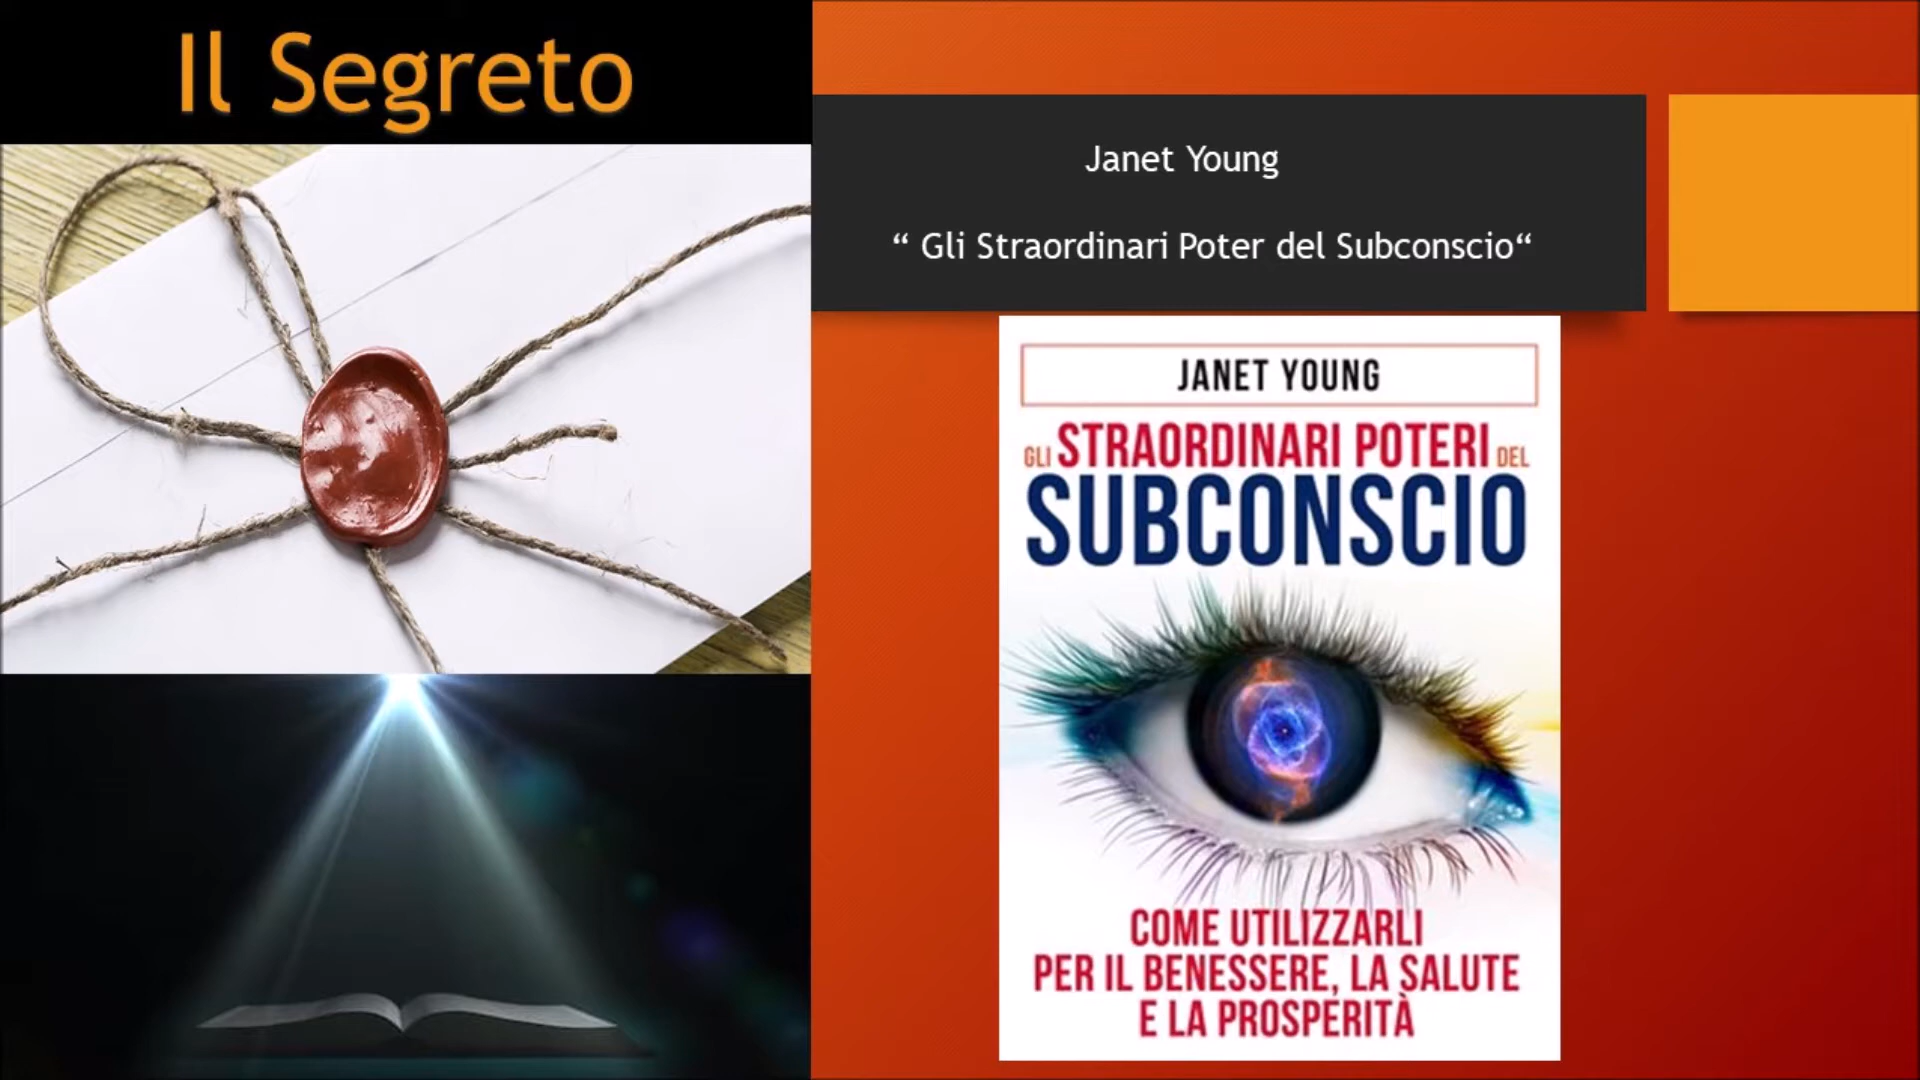 Il Segreto
Janet Young
“ Gli Straordinari Poter del Subconscio“
JANET YOUNG
GLI STRAORDINARI POTERI DEL
SUBCONSCIO
COME UTILIZZARLI
PER IL BENESSERE, LA SALUTE
E LA PROSPERITÀ